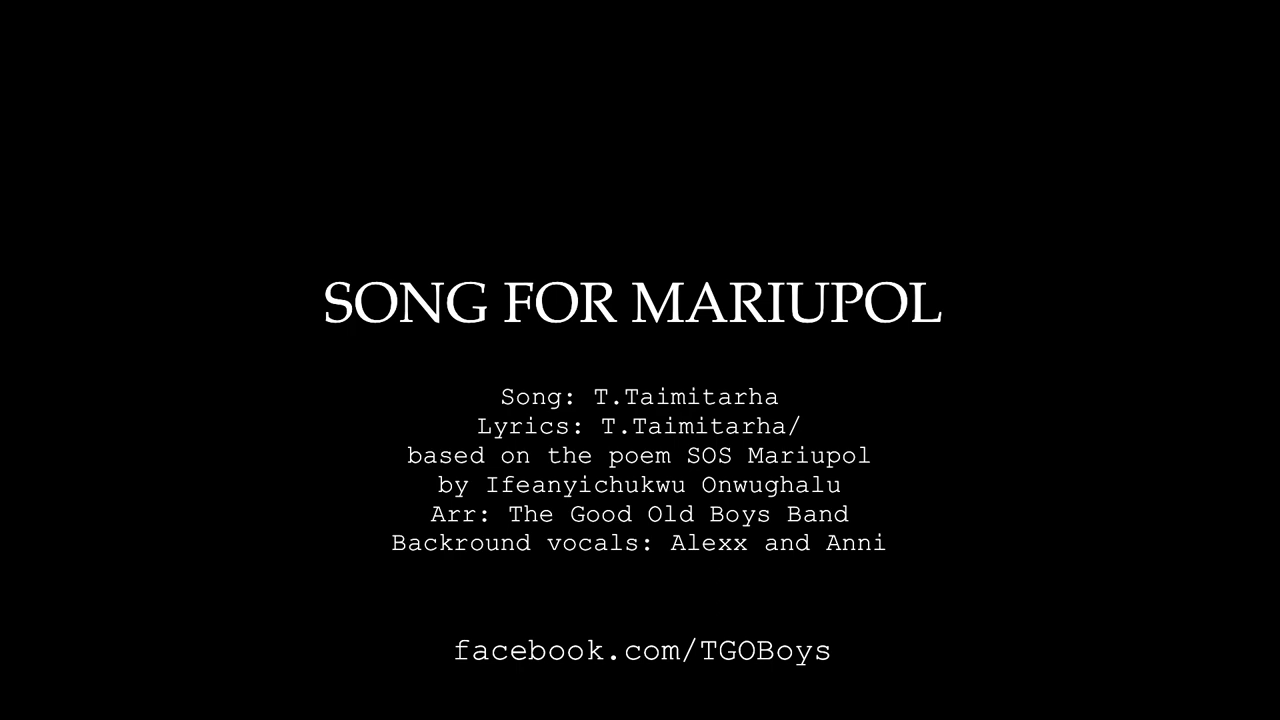 SONG FOR MARIUPOL
Song: T.Taimitarha
Lyrics: T.Taimitarha/
based on the poem SOS Mariupol
by Ifeanyichukwu Onwughalu
Arr: The Good Old Boys Band
Backround vocals: Alexx and Anni
facebook.com/TGOBoys